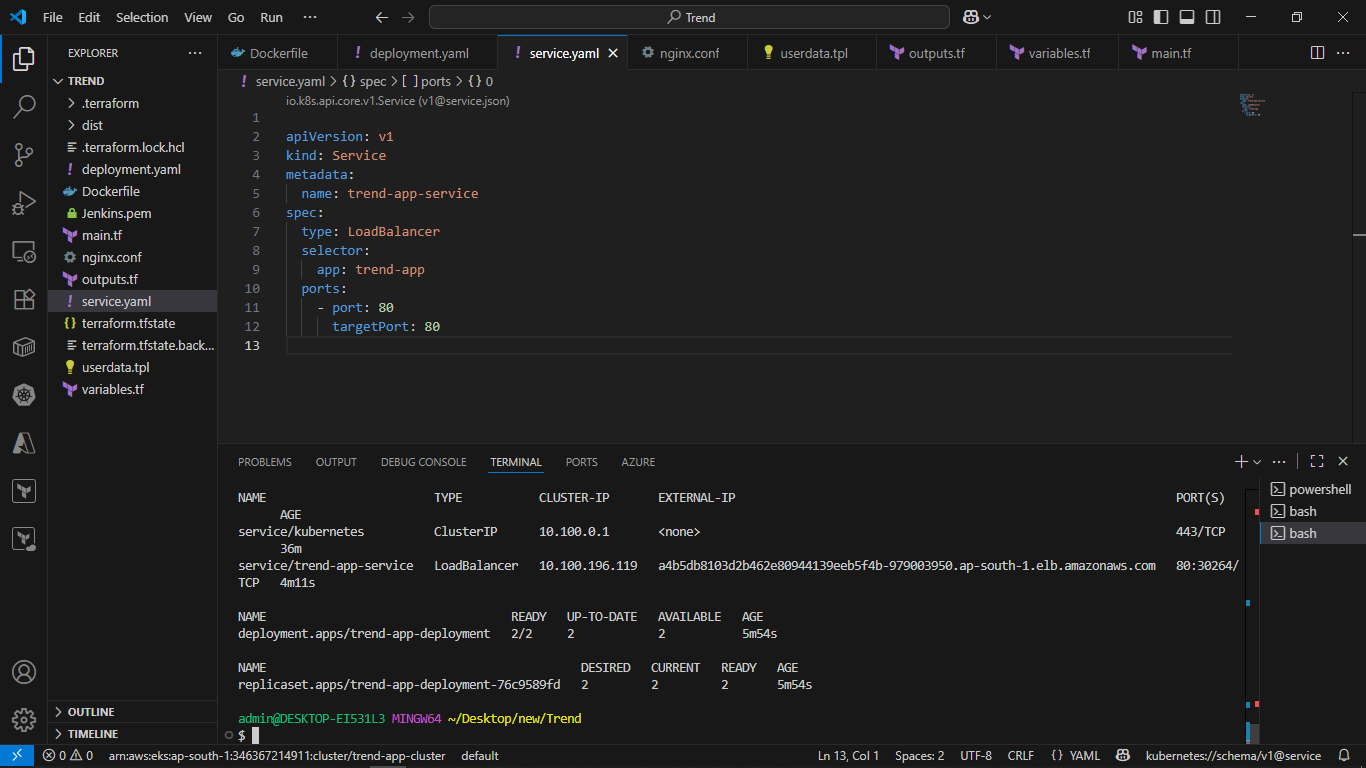 File Edit Selection View Go Run ··· Trend
EXPLORER ···
TREND
.terraform
dist
.terraform.lock.hcl
deployment.yaml
Dockerfile
Jenkins.pem
main.tf
nginx.conf
outputs.tf
service.yaml
terraform.tfstate
terraform.tfstate.back...
userdata.tpl
variables.tf
OUTLINE
TIMELINE
Dockerfile deployment.yaml service.yaml nginx.conf userdata.tpl outputs.tf variables.tf main.tf
service.yaml > {} spec > [ ] ports > {} 0
io.k8s.api.core.v1.Service (v1@service.json)
1
2 apiVersion: v1
3 kind: Service
4 metadata:
5 name: trend-app-service
6 spec:
7 type: LoadBalancer
8 selector:
9 app: trend-app
10 ports:
11 - port: 80
12 targetPort: 80
13
PROBLEMS OUTPUT DEBUG CONSOLE TERMINAL PORTS AZURE
NAME TYPE CLUSTER-IP EXTERNAL-IP PORT(S)
AGE
service/kubernetes ClusterIP 10.100.0.1 <none> 443/TCP
36m
service/trend-app-service LoadBalancer 10.100.196.119 a4b5db8103d2b462e80944139eeb5f4b-979003950.ap-south-1.elb.amazonaws.com 80:30264/
TCP 4m11s
NAME READY UP-TO-DATE AVAILABLE AGE
deployment.apps/trend-app-deployment 2/2 2 2 5m54s
NAME DESIRED CURRENT READY AGE
replicaset.apps/trend-app-deployment-76c9589fd 2 2 2 5m54s
admin@DESKTOP-EI531L3 MINGW64 ~/Desktop/new/Trend
$
powershell
bash
bash
0 0 arn:aws:eks:ap-south-1:346367214911:cluster/trend-app-cluster default Ln 13, Col 1 Spaces: 2 UTF-8 CRLF {} YAML kubernetes://schema/v1@service